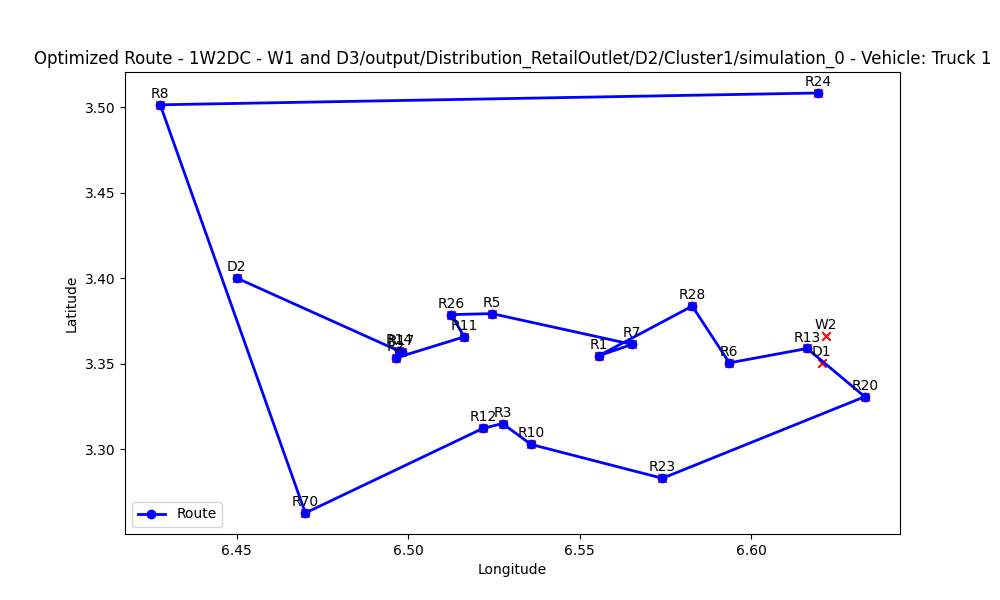 Optimized Route - 1W2DC - W1 and D3/output/Distribution_RetailOutlet/D2/Cluster1/simulation_0 - Vehicle: Truck 1
R24
R8
3.50
3.45
D2
3.40
R26
R5
R28
R11
R7
W2
R14
R1
R13
R6
D1
3.35
R20
R12
R3
R10
3.30
R23
R70
Route
6.45
6.50
6.55
6.60
Longitude
Latitude